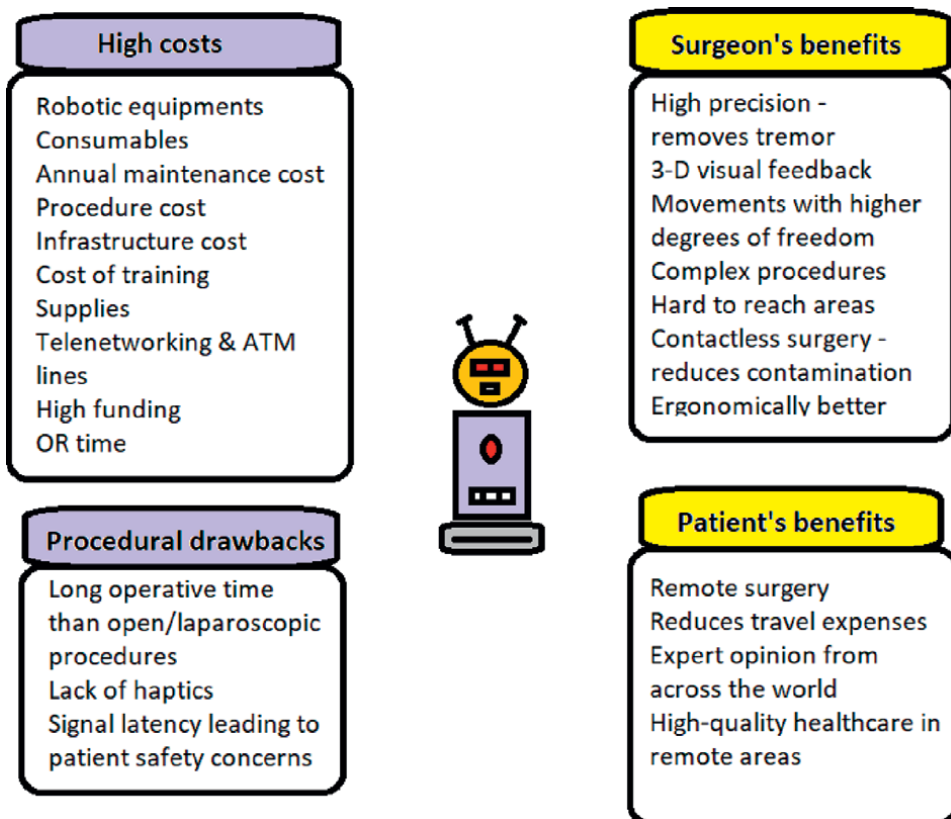 High costs
Robotic equipments
Consumables
Annual maintenance cost
Procedure cost
Infrastructure cost
Cost of training
Supplies
Telenetworking & ATM
lines
High funding
OR time
Procedural drawbacks
Long operative time
than open/laparoscopic
procedures
Lack of haptics
Signal latency leading to
patient safety concerns
Surgeon's benefits
High precision -
removes tremor
3-D visual feedback
Movements with higher
degrees of freedom
Complex procedures
Hard to reach areas
Contactless surgery -
reduces contamination
Ergonomically better
Patient's benefits
Remote surgery
Reduces travel expenses
Expert opinion from
across the world
High-quality healthcare in
remote areas